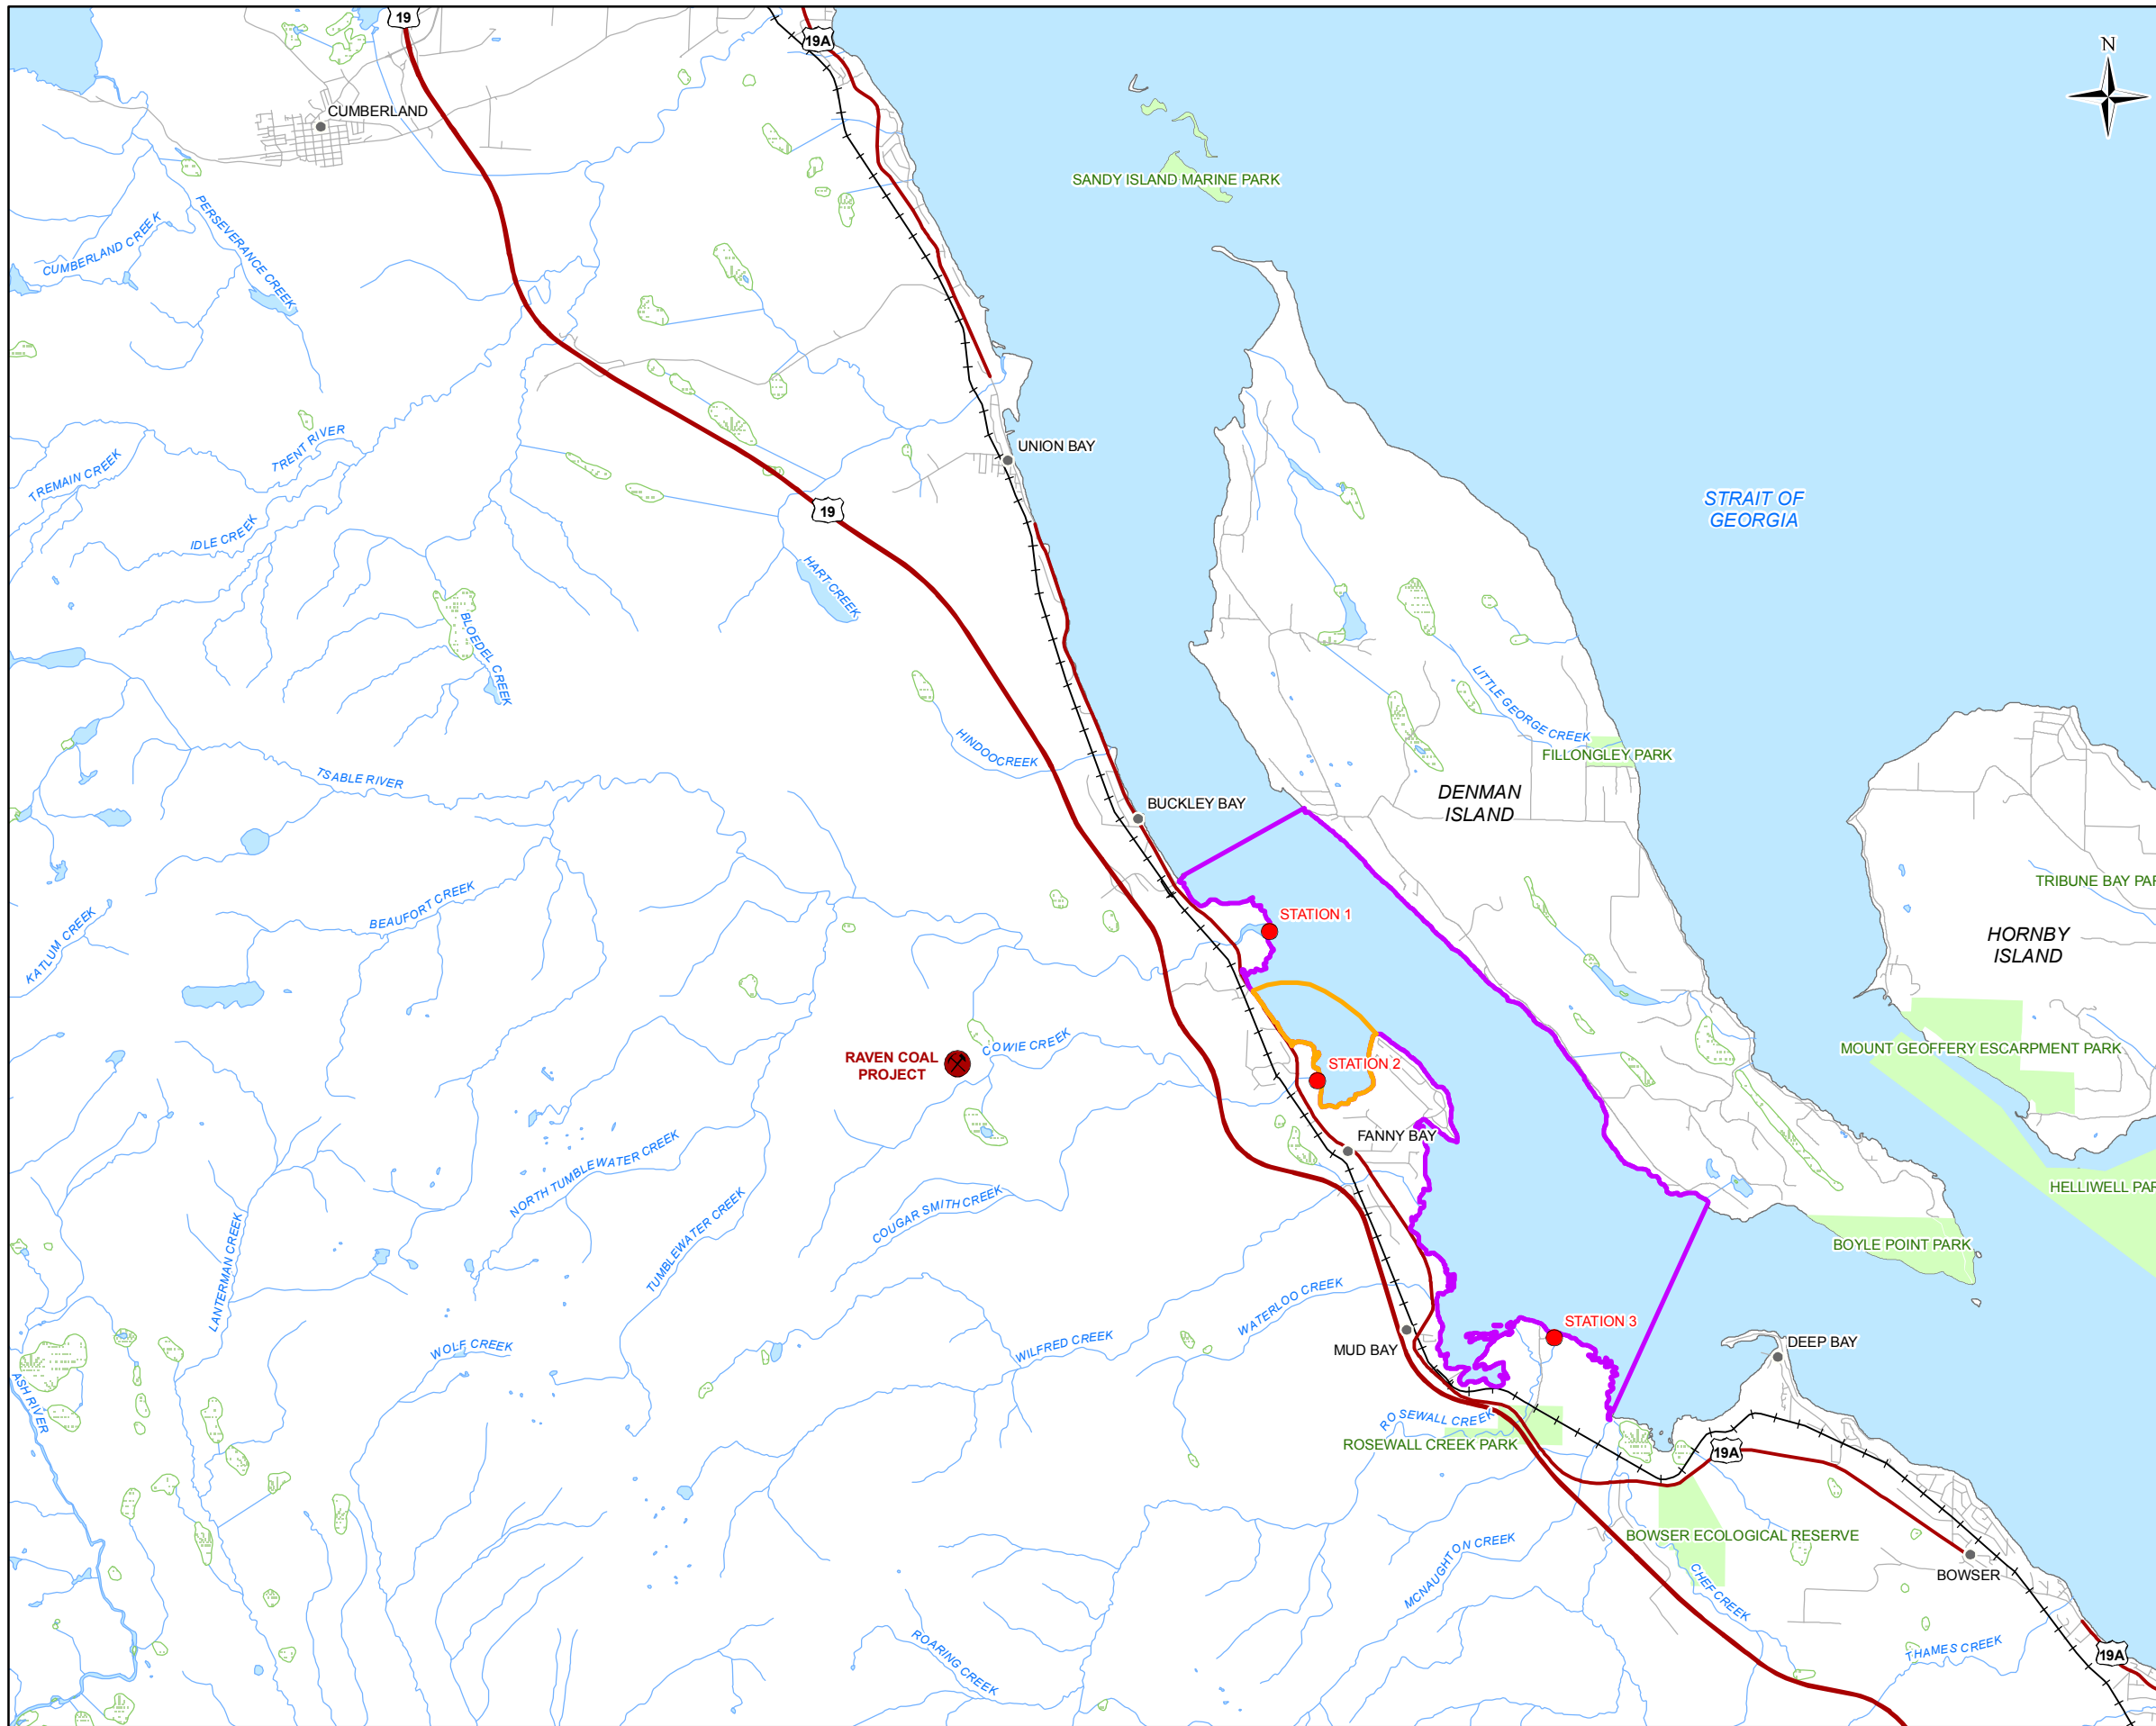 19
19A
N
CUMBERLAND
SANDY ISLAND MARINE PARK
PERSEVERANCE CREEK
CUMBERLAND CREEK
UNION BAY
TRENT RIVER
TREMAIN CREEK
STRAIT OF
GEORGIA
19
IDLE CREEK
HART CREEK
BLOEDEL CREEK
LITTLE GEORGE CREEK
HINDOO CREEK
FILLONGLEY PARK
TSABLE RIVER
DENMAN
ISLAND
BUCKLEY BAY
TRIBUNE BAY PAR
BEAUFORT CREEK
STATION 1
KATLUM CREEK
HORNBY
ISLAND
COWIE CREEK
MOUNT GEOFFERY ESCARPMENT PARK
RAVEN COAL
PROJECT
STATION 2
FANNY BAY
NORTH TUMBLEWATER CREEK
HELLIWELL PAR
COUGAR SMITH CREEK
TUMBLEWATER CREEK
LANTERMAN CREEK
BOYLE POINT PARK
WATERLOO CREEK
STATION 3
WILFRED CREEK
WOLF CREEK
MUD BAY
DEEP BAY
ASH RIVER
ROSEWALL CREEK
ROSEWALL CREEK PARK
19A
BOWSER ECOLOGICAL RESERVE
MCNAUGHTON CREEK
BOWSER
CHEF CREEK
ROARING CREEK
THAMES CREEK
19A